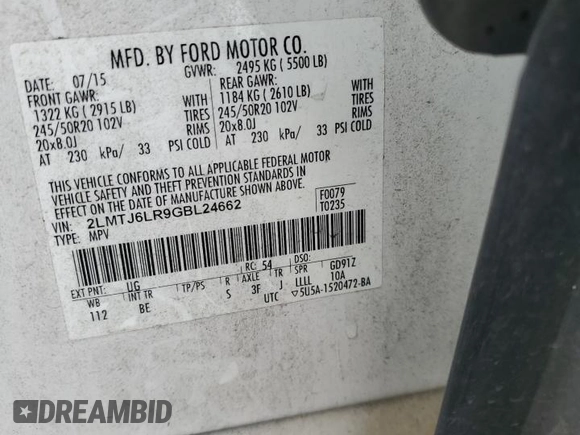 MFD. BY FORD MOTOR CO.
DATE: 07/15 GVWR: 2495 KG ( 5500 LB)
FRONT GAWR: REAR GAWR:
1322 KG ( 2915 LB) WITH 1184 KG ( 2610 LB) WITH
245/50R20 102V TIRES 245/50R20 102V TIRES
20x8.0J RIMS 20x8.0J RIMS
AT 230 kPa/ 33 PSI COLD AT 230 kPa/ 33 PSI COLD
THIS VEHICLE CONFORMS TO ALL APPLICABLE FEDERAL MOTOR
VEHICLE SAFETY AND THEFT PREVENTION STANDARDS IN
EFFECT ON THE DATE OF MANUFACTURE SHOWN ABOVE.
VIN: 2LMTJ6LR9GBL24662 F0079
TYPE: MPV T0235
RC: 54 DSO:
EXT PNT: UG GD91Z
WB INT TR TP/PS R AXLE TR SPR
112 BE S 3F J LLLL 10A
UTC ▽5U5A-1520472-BA
DREAMBID